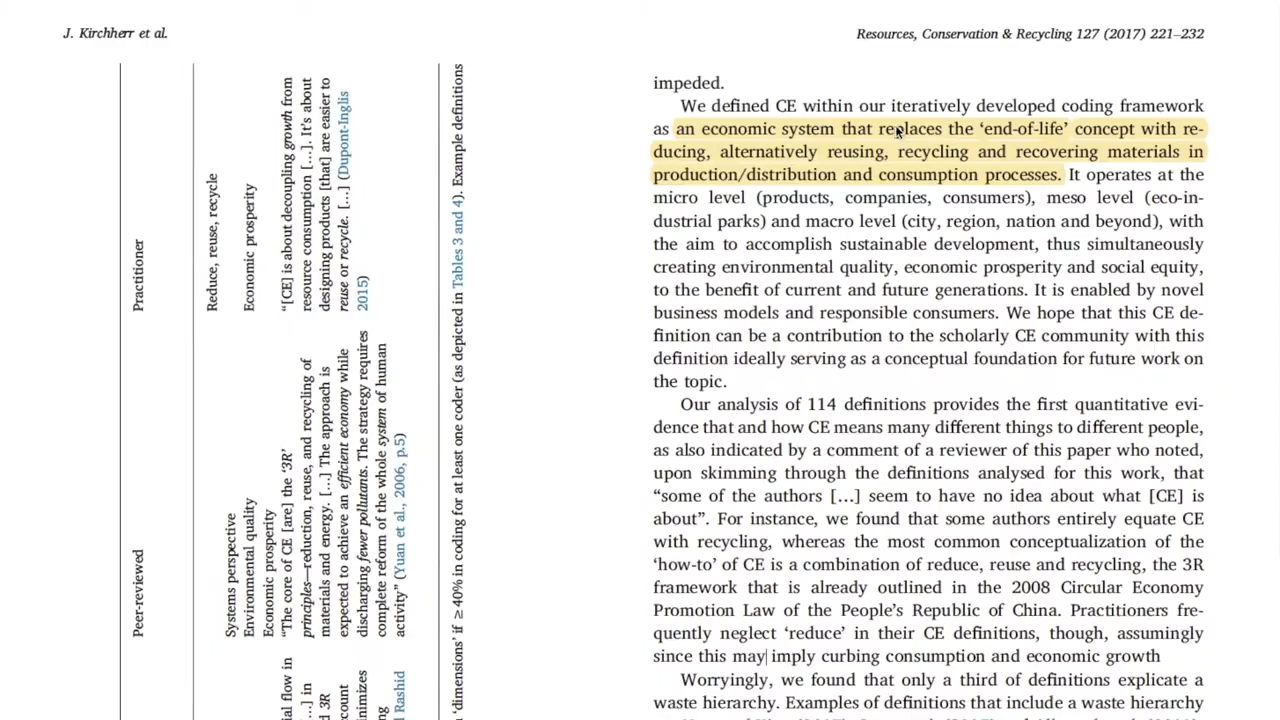 J. Kirchherr et al.
Resources, Conservation & Recycling 127 (2017) 221–232
Practitioner
Reduce, reuse, recycle
Economic prosperity
“[CE] is about decoupling growth from
resource consumption […]. It’s about
designing products [that] are easier to
reuse or recycle. […] (Dupont-Inglis
2015)
Peer-reviewed
Systems perspective
Environmental quality
Economic prosperity
“The core of CE [are] the ‘3R’
principles—reduction, reuse, and recycling of
materials and energy. […] The approach is
expected to achieve an efficient economy while
discharging fewer pollutants. The strategy requires
complete reform of the whole system of human
activity” (Yuan et al., 2006, p.5)
ial flow in
…] in
d 3R
ccount
inimizes
ng
l Rashid
‘dimensions’ if ≥40% in coding for at least one coder (as depicted in Tables 3 and 4). Example definitions
impeded.
We defined CE within our iteratively developed coding framework
as an economic system that replaces the ‘end-of-life’ concept with re-
ducing, alternatively reusing, recycling and recovering materials in
production/distribution and consumption processes. It operates at the
micro level (products, companies, consumers), meso level (eco-in-
dustrial parks) and macro level (city, region, nation and beyond), with
the aim to accomplish sustainable development, thus simultaneously
creating environmental quality, economic prosperity and social equity,
to the benefit of current and future generations. It is enabled by novel
business models and responsible consumers. We hope that this CE de-
finition can be a contribution to the scholarly CE community with this
definition ideally serving as a conceptual foundation for future work on
the topic.
Our analysis of 114 definitions provides the first quantitative evi-
dence that and how CE means many different things to different people,
as also indicated by a comment of a reviewer of this paper who noted,
upon skimming through the definitions analysed for this work, that
“some of the authors […] seem to have no idea about what [CE] is
about”. For instance, we found that some authors entirely equate CE
with recycling, whereas the most common conceptualization of the
‘how-to’ of CE is a combination of reduce, reuse and recycling, the 3R
framework that is already outlined in the 2008 Circular Economy
Promotion Law of the People’s Republic of China. Practitioners fre-
quently neglect ‘reduce’ in their CE definitions, though, assumingly
since this may imply curbing consumption and economic growth
Worryingly, we found that only a third of definitions explicate a
waste hierarchy. Examples of definitions that include a waste hierarchy